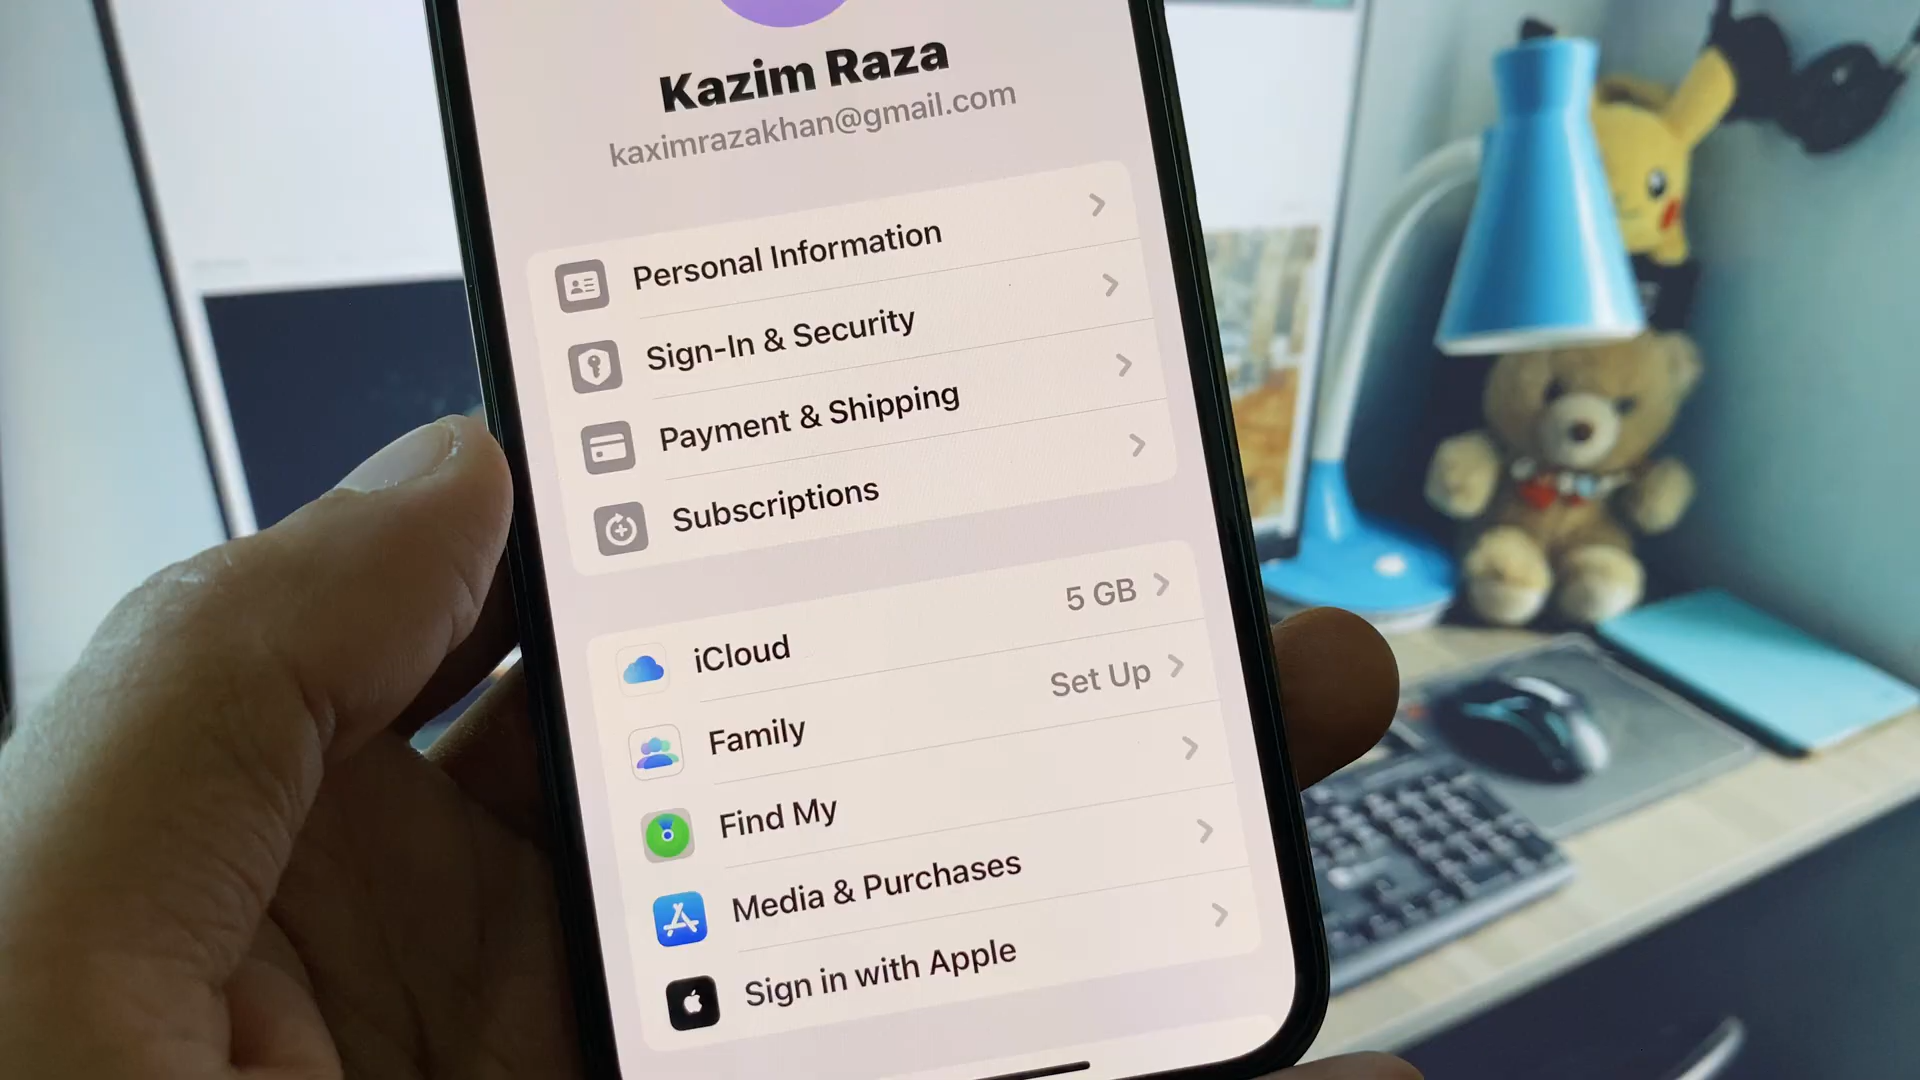 Kazim Raza
kaximrazakhan@gmail.com
Personal Information
Sign-In & Security
Payment & Shipping
Subscriptions
iCloud 5 GB
Family Set Up
Find My
Media & Purchases
Sign in with Apple